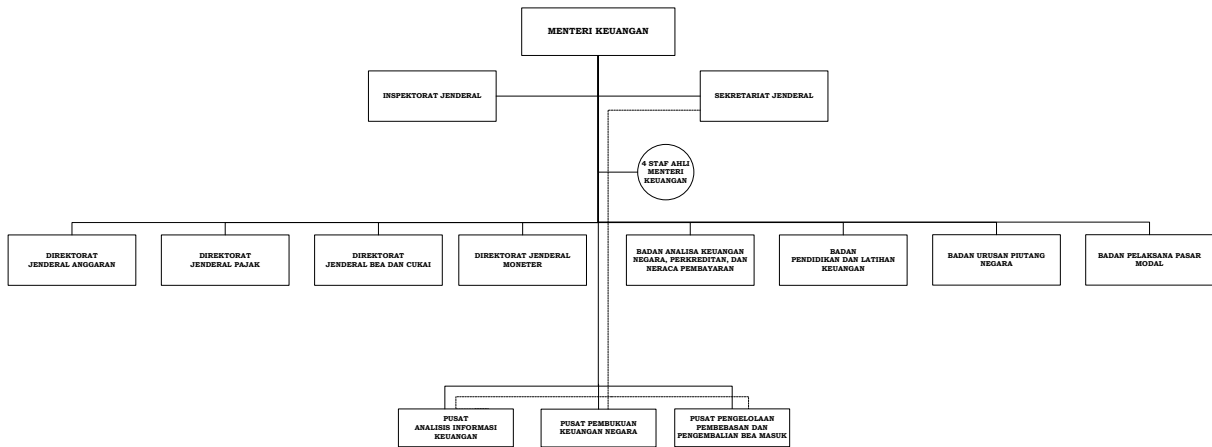 MENTERI KEUANGAN
INSPEKTORAT JENDERAL
SEKRETARIAT JENDERAL
4 STAF AHLI
MENTERI
KEUANGAN
DIREKTORAT
JENDERAL ANGGARAN
DIREKTORAT
JENDERAL PAJAK
DIREKTORAT
JENDERAL BEA DAN CUKAI
DIREKTORAT JENDERAL
MONETER
BADAN ANALISA KEUANGAN
NEGARA, PERKREDITAN, DAN
NERACA PEMBAYARAN
BADAN
PENDIDIKAN DAN LATIHAN
KEUANGAN
BADAN URUSAN PIUTANG
NEGARA
BADAN PELAKSANA PASAR
MODAL
PUSAT
ANALISIS INFORMASI
KEUANGAN
PUSAT PEMBUKUAN
KEUANGAN NEGARA
PUSAT PENGELOLAAN
PEMBEBASAN DAN
PENGEMBALIAN BEA MASUK